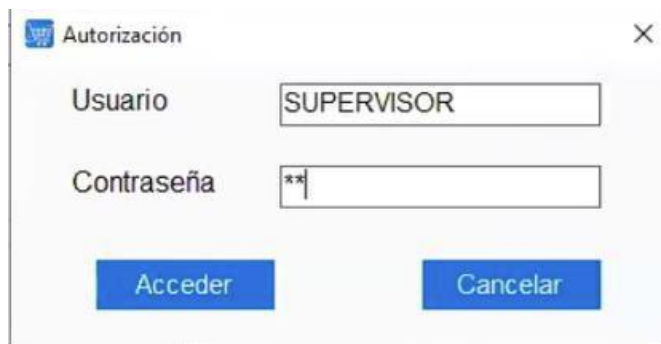 Autorización
Usuario SUPERVISOR
Contraseña **
Acceder Cancelar